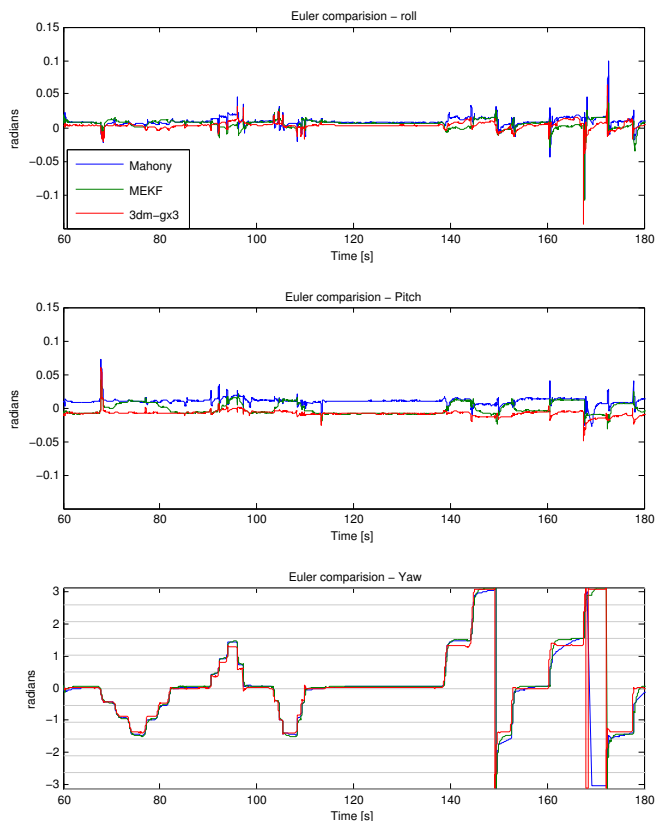 Euler comparision − roll
0.15
0.1
0.05
0
−0.05
−0.1
radians
Mahony
MEKF
3dm−gx3
60 80 100 120 140 160 180
Time [s]
Euler comparision − Pitch
0.15
0.1
0.05
0
−0.05
−0.1
radians
60 80 100 120 140 160 180
Time [s]
Euler comparision − Yaw
3
2
1
0
−1
−2
−3
radians
60 80 100 120 140 160 180
Time [s]